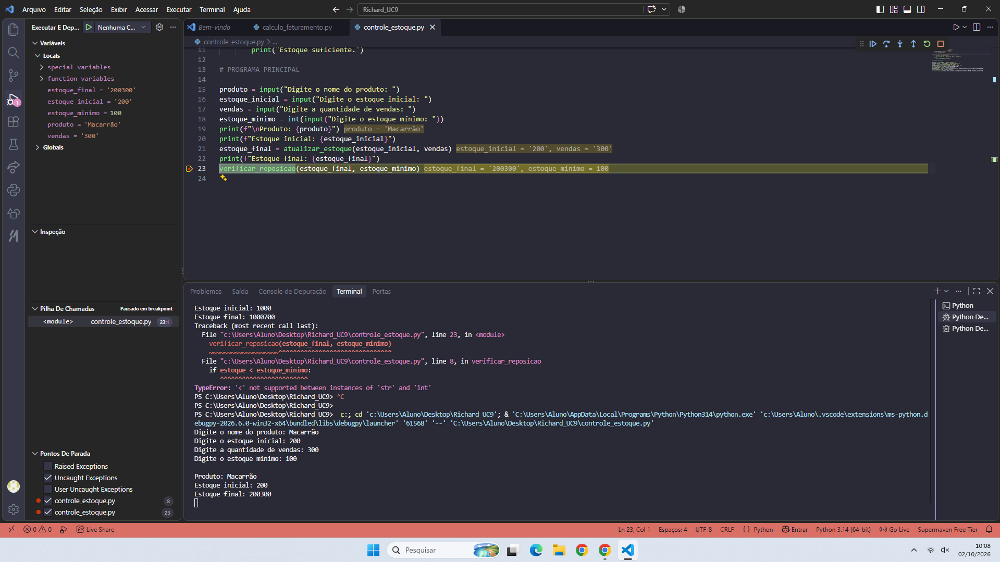 Arquivo Editar Seleção Exibir Acessar Executar Terminal Ajuda
Richard_UC9
Executar E Dep...
Nenhuma C...
Bem-vindo
calculo_faturamento.py
controle_estoque.py
controle_estoque.py > ...
Variáveis
Locals
special variables
function variables
estoque_final = '200300'
estoque_inicial = '200'
estoque_minimo = 100
produto = 'Macarrão'
vendas = '300'
Globals
Inspeção
Pilha De Chamadas
Pausado em breakpoint
<module>
controle_estoque.py
23:1
Pontos De Parada
Raised Exceptions
Uncaught Exceptions
User Uncaught Exceptions
controle_estoque.py 8
controle_estoque.py 23
1
11 print("Estoque suficiente.")
12
13 # PROGRAMA PRINCIPAL
14
15 produto = input("Digite o nome do produto: ")
16 estoque_inicial = input("Digite o estoque inicial: ")
17 vendas = input("Digite a quantidade de vendas: ")
18 estoque_minimo = int(input("Digite o estoque mínimo: "))
19 print(f"\nProduto: {produto}") produto = 'Macarrão'
20 print(f"Estoque inicial: {estoque_inicial}")
21 estoque_final = atualizar_estoque(estoque_inicial, vendas) estoque_inicial = '200', vendas = '300'
22 print(f"Estoque final: {estoque_final}")
23 verificar_reposicao(estoque_final, estoque_minimo) estoque_final = '200300', estoque_minimo = 100
24
Problemas Saída Console de Depuração Terminal Portas
Estoque inicial: 1000
Estoque final: 1000700
Traceback (most recent call last):
File "c:\Users\Aluno\Desktop\Richard_UC9\controle_estoque.py", line 23, in <module>
verificar_reposicao(estoque_final, estoque_minimo)
~~~~~~~~~~~~~~~~~~~^^^^^^^^^^^^^^^^^^^^^^^^^^^^^^^
File "c:\Users\Aluno\Desktop\Richard_UC9\controle_estoque.py", line 8, in verificar_reposicao
if estoque < estoque_minimo:
^^^^^^^^^^^^^^^^^^^^^^^^
TypeError: '<' not supported between instances of 'str' and 'int'
PS C:\Users\Aluno\Desktop\Richard_UC9> ^C
PS C:\Users\Aluno\Desktop\Richard_UC9>
PS C:\Users\Aluno\Desktop\Richard_UC9>  c:; cd 'c:\Users\Aluno\Desktop\Richard_UC9'; & 'C:\Users\Aluno\AppData\Local\Programs\Python\Python314\python.exe' 'c:\Users\Aluno\.vscode\extensions\ms-python.d
ebugpy-2026.6.0-win32-x64\bundled\libs\debugpy\launcher' '61568' '--' 'C:\Users\Aluno\Desktop\Richard_UC9\controle_estoque.py'
Digite o nome do produto: Macarrão
Digite o estoque inicial: 200
Digite a quantidade de vendas: 300
Digite o estoque mínimo: 100
Produto: Macarrão
Estoque inicial: 200
Estoque final: 200300
Python
Python De...
Python De...
0 0
Live Share
Ln 23, Col 1
Espaços: 4
UTF-8
CRLF
{ } Python
Entrar
Python 3.14 (64-bit)
Go Live
Supermaven Free Tier
Pesquisar
10:08
02/10/2026